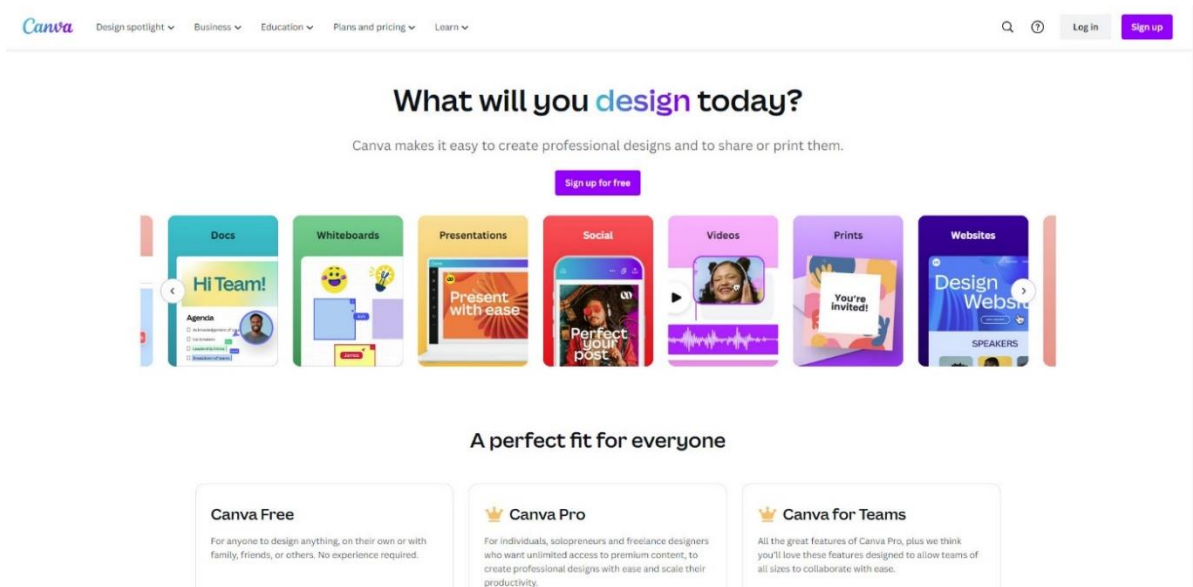 Canva Design spotlight Business Education Plans and pricing Learn Log in Sign up
What will you design today?
Canva makes it easy to create professional designs and to share or print them.
Sign up for free
Docs Whiteboards Presentations Social Videos Prints Websites
Hi Team!
Agenda
Present
with ease
Perfect
your
post
You're
invited!
Design
SPEAKERS
A perfect fit for everyone
Canva Free
For anyone to design anything, on their own or with
family, friends, or others. No experience required.
Canva Pro
For individuals, solopreneurs and freelance designers
who want unlimited access to premium content, to
create professional designs with ease and scale their
productivity.
Canva for Teams
All the great features of Canva Pro, plus we think
you'll love these features designed to allow teams of
all sizes to collaborate with ease.